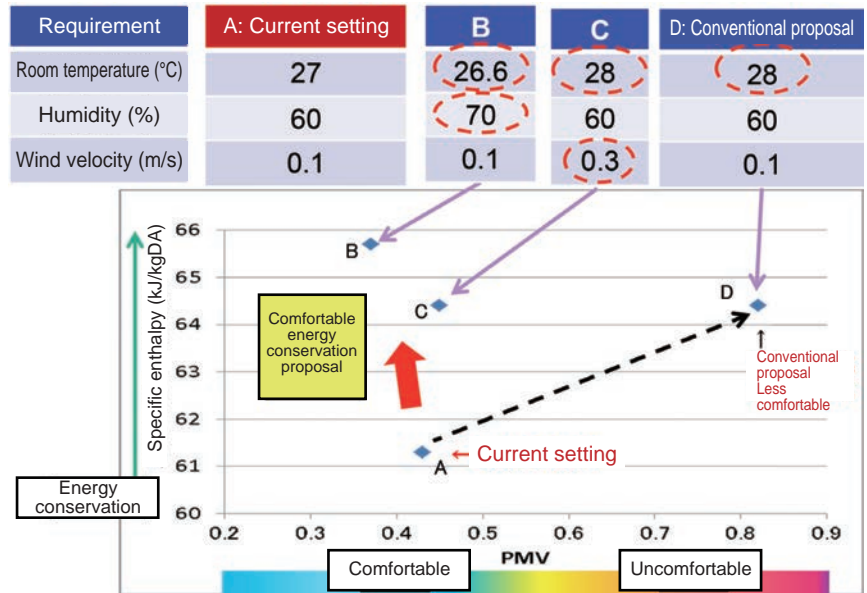 Requirement A: Current setting B C D: Conventional proposal
Room temperature (°C) 27 26.6 28 28
Humidity (%) 60 70 60 60
Wind velocity (m/s) 0.1 0.1 0.3 0.1
Specific enthalpy (kJ/kgDA)
66
65
64
63
62
61
60
B
C
D
A
Comfortable
energy
conservation
proposal
↑
Conventional
proposal
Less
comfortable
← Current setting
Energy
conservation
0.2 0.3 0.4 0.5 0.6 0.7 0.8 0.9
PMV
Comfortable Uncomfortable